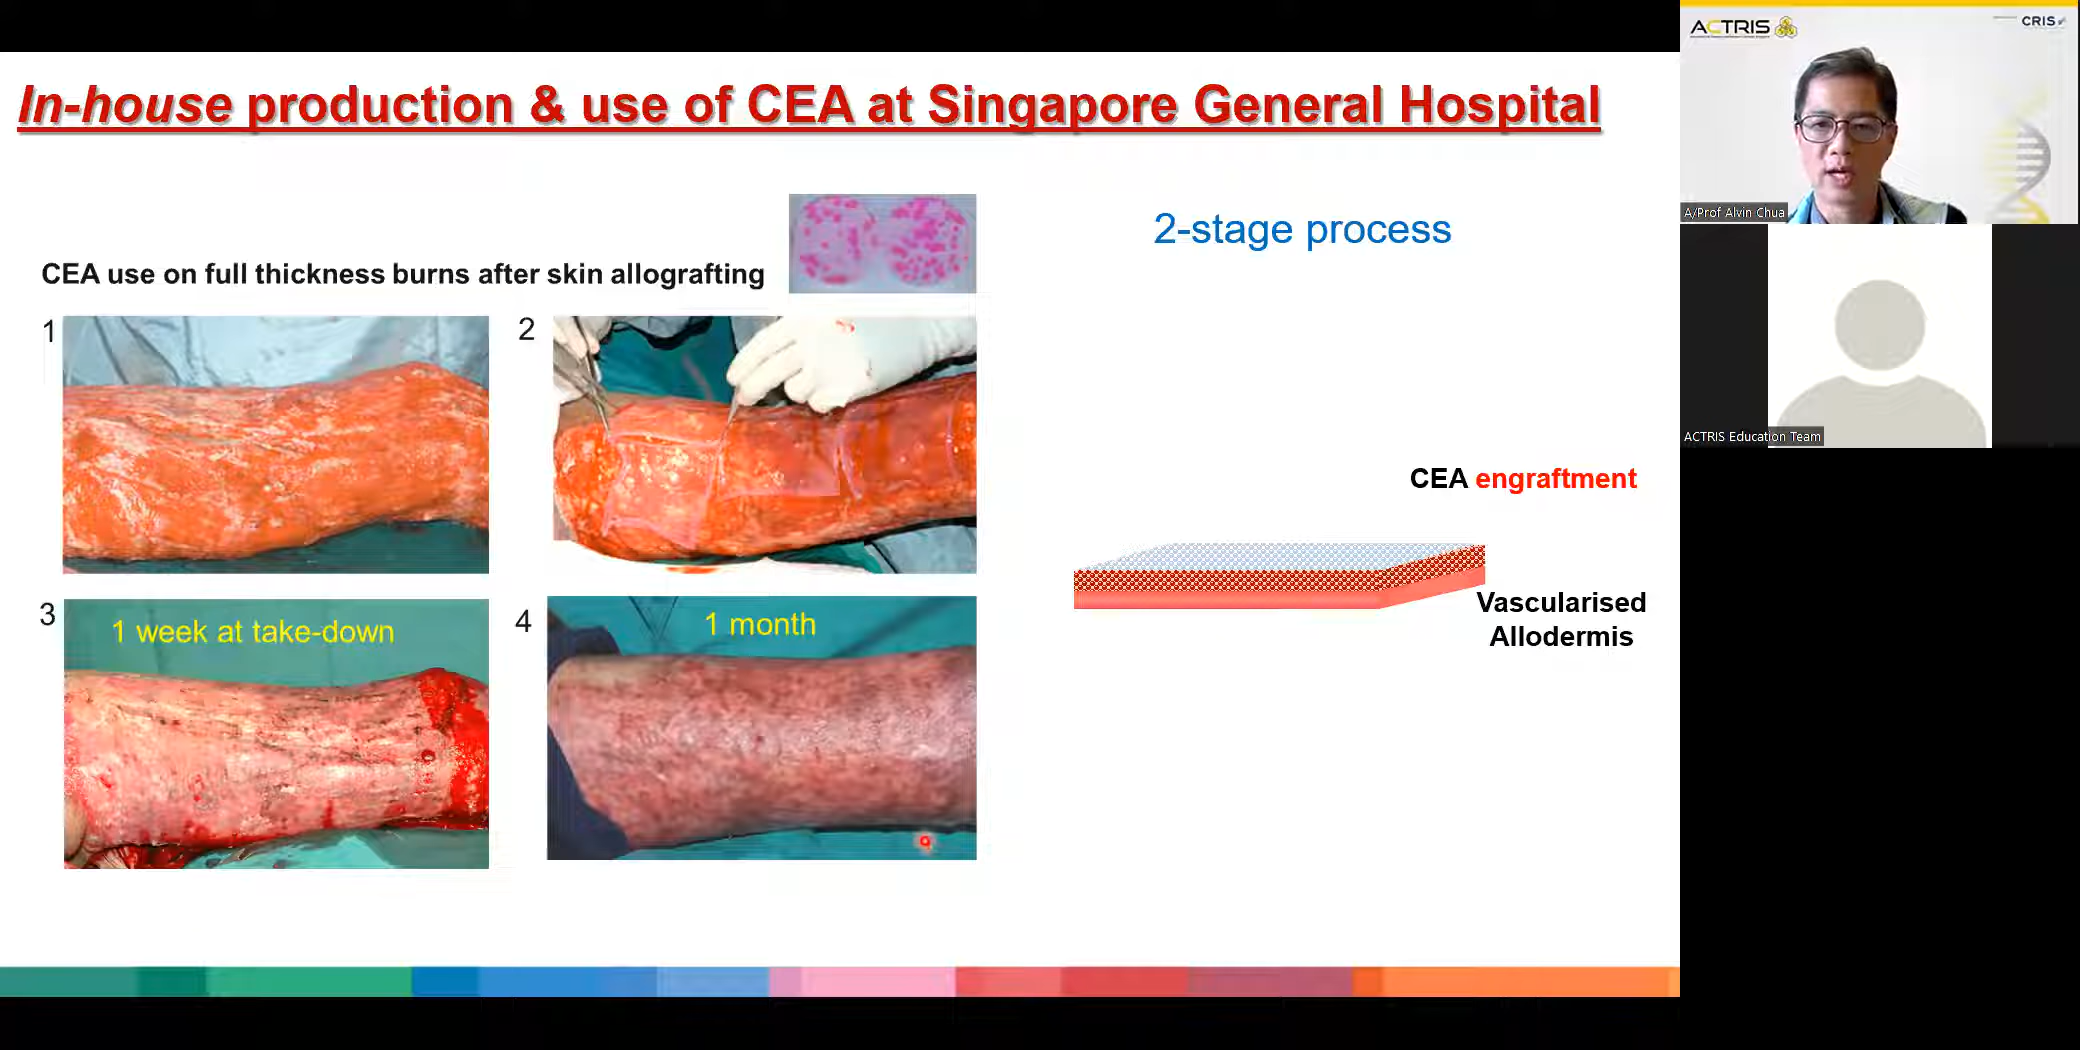 In-house production & use of CEA at Singapore General Hospital
2-stage process
CEA use on full thickness burns after skin allografting
1
2
3
1 week at take-down
4
1 month
CEA engraftment
Vascularised
Allodermis
ACTRIS
CRIS
A/Prof Alvin Chua
ACTRIS Education Team